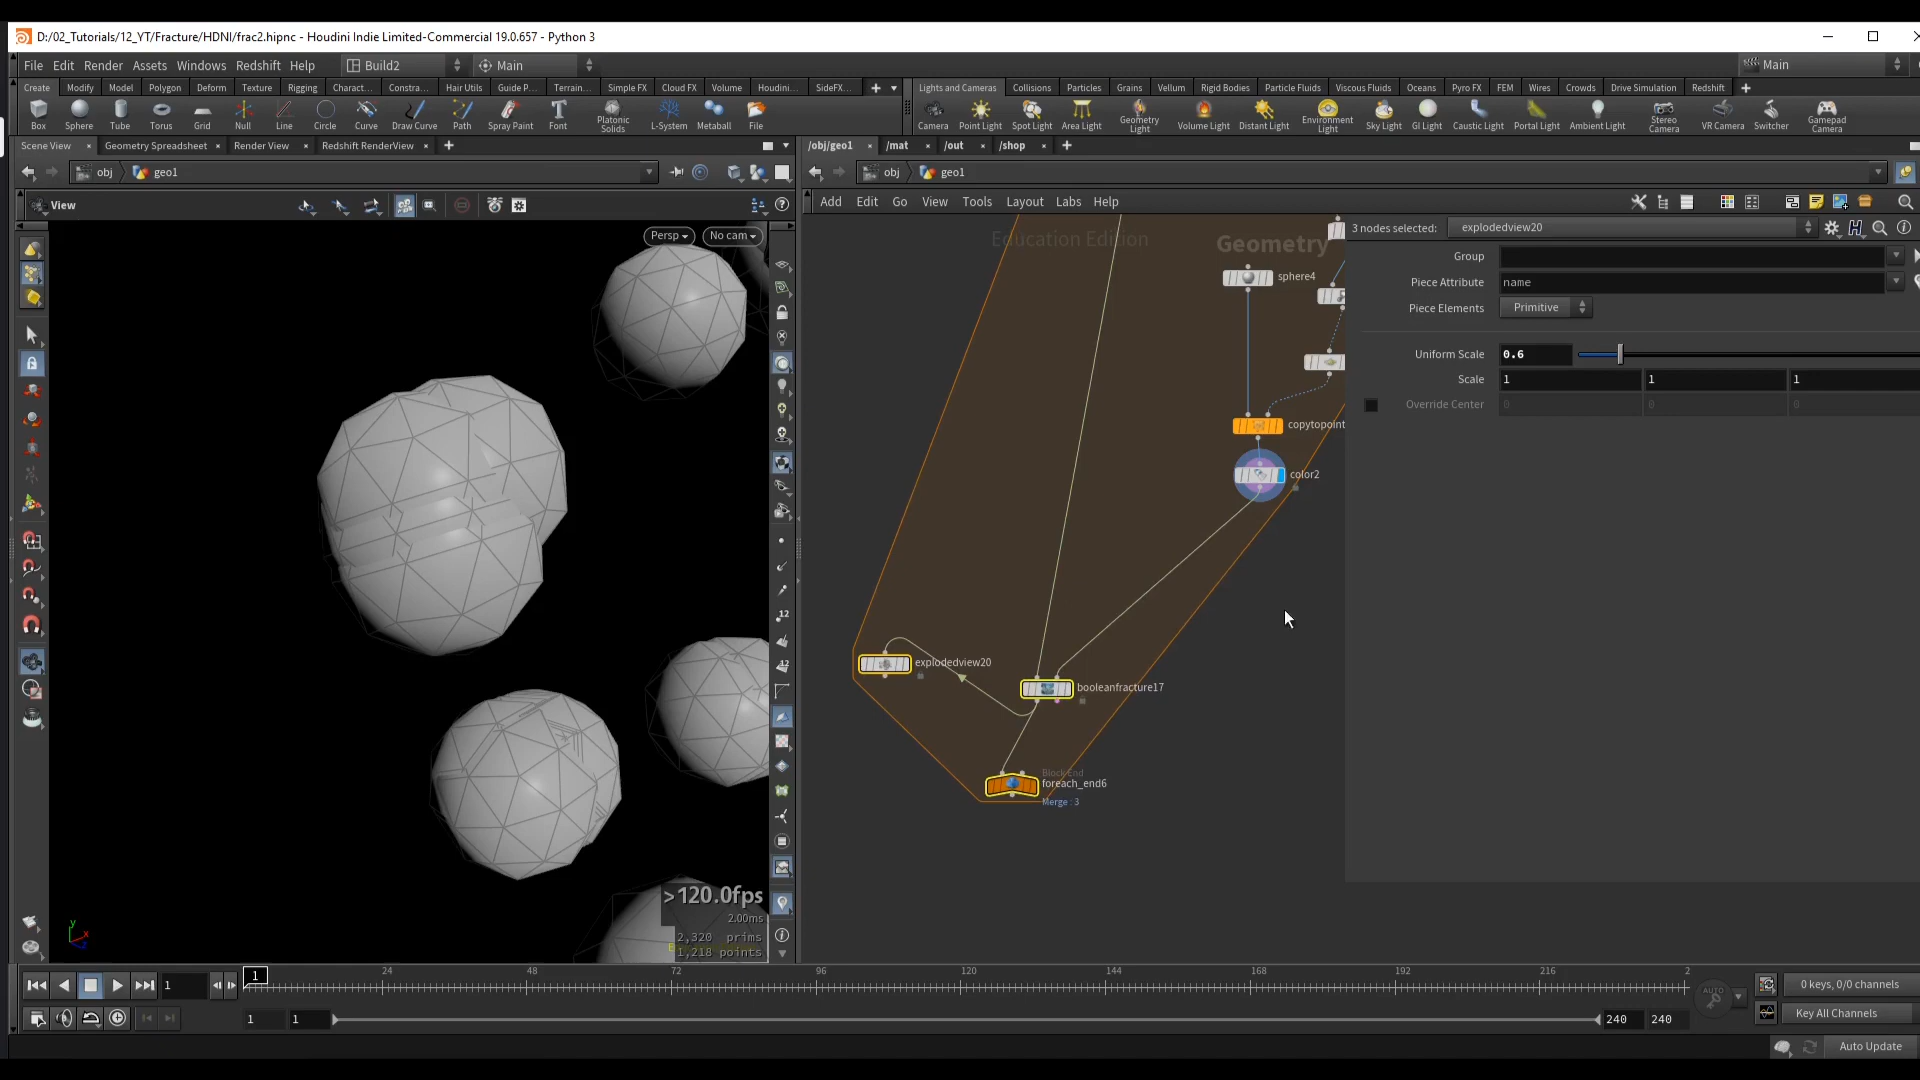 D:/02_Tutorials/12_YT/Fracture/HDNI/frac2.hipnc - Houdini Indie Limited-Commercial 19.0.657 - Python 3
File Edit Render Assets Windows Redshift Help Build2 Main Main
Create Modify Model Polygon Deform Texture Rigging Charact... Constra... Hair Utils Guide P... Terrain... Simple FX Cloud FX Volume Houdini... SideFX...
Lights and Cameras Collisions Particles Grains Vellum Rigid Bodies Particle Fluids Viscous Fluids Oceans Pyro FX FEM Wires Crowds Drive Simulation Redshift
Box Sphere Tube Torus Grid Null Line Circle Curve Draw Curve Path Spray Paint Font Platonic Solids L-System Metaball File
Camera Point Light Spot Light Area Light Geometry Light Volume Light Distant Light Environment Light Sky Light GI Light Caustic Light Portal Light Ambient Light Stereo Camera VR Camera Switcher Gamepad Camera
Scene View Geometry Spreadsheet Render View Redshift RenderView
/obj/geo1 /mat /out /shop
obj geo1
obj geo1
View
Add Edit Go View Tools Layout Labs Help
Persp No cam
Education Edition
Geometry
3 nodes selected: explodedview20
Group
Piece Attribute name
Piece Elements Primitive
Uniform Scale 0.6
Scale 1 1 1
Override Center 0 0 0
sphere4
copytopoint
color2
explodedview20
booleanfracture17
Block End
foreach_end6
Merge : 3
12
12
>120.0fps
2.00ms
2,320 prims
1,218 points
y
x
z
1 1 24 48 72 96 120 144 168 192 216 2
AUTO
0 keys, 0/0 channels
1 1 240 240
Key All Channels
Auto Update